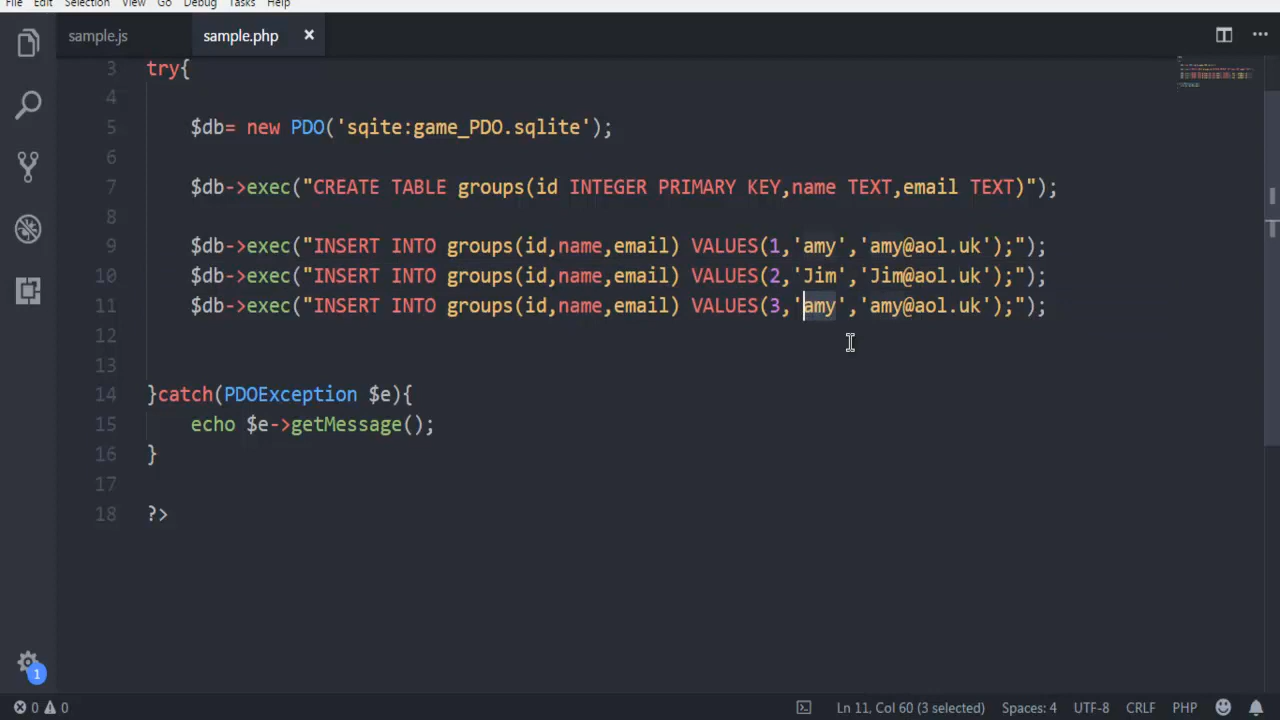 File Edit Selection View Go Debug Tasks Help
sample.js sample.php ×
3 try{
4
5 $db= new PDO('sqite:game_PDO.sqlite');
6
7 $db->exec("CREATE TABLE groups(id INTEGER PRIMARY KEY,name TEXT,email TEXT)");
8
9 $db->exec("INSERT INTO groups(id,name,email) VALUES(1,'amy','amy@aol.uk');");
10 $db->exec("INSERT INTO groups(id,name,email) VALUES(2,'Jim','Jim@aol.uk');");
11 $db->exec("INSERT INTO groups(id,name,email) VALUES(3,'amy','amy@aol.uk');");
12
13
14 }catch(PDOException $e){
15 echo $e->getMessage();
16 }
17
18 ?>
1
0 0 Ln 11, Col 60 (3 selected) Spaces: 4 UTF-8 CRLF PHP